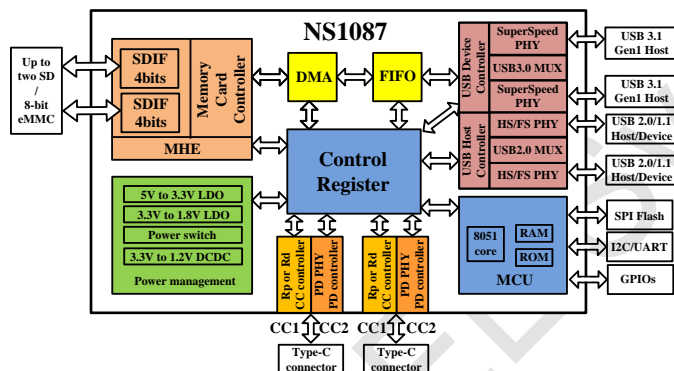 NS1087
Up to
two SD
/
8-bit
eMMC
SDIF
4bits
SDIF
4bits
Memory
Card
Controller
MHE
DMA
FIFO
USB Device
Controller
SuperSpeed
PHY
USB3.0 MUX
SuperSpeed
PHY
USB Host
Controller
HS/FS PHY
USB2.0 MUX
HS/FS PHY
USB 3.1
Gen1 Host
USB 3.1
Gen1 Host
USB 2.0/1.1
Host/Device
USB 2.0/1.1
Host/Device
Control
Register
5V to 3.3V LDO
3.3V to 1.8V LDO
Power switch
3.3V to 1.2V DCDC
Power management
Rp or Rd
CC controller
PD PHY
PD controller
Rp or Rd
CC controller
PD PHY
PD controller
8051
core
RAM
ROM
MCU
SPI Flash
I2C/UART
GPIOs
CC1
CC2
CC1
CC2
Type-C
connector
Type-C
connector